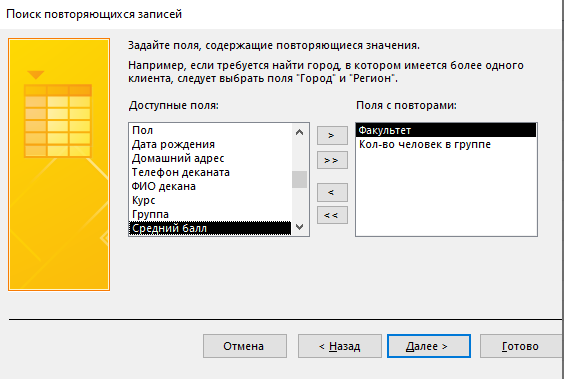 Поиск повторяющихся записей
Задайте поля, содержащие повторяющиеся значения.
Например, если требуется найти город, в котором имеется более одного
клиента, следует выбрать поля "Город" и "Регион".
Доступные поля:
Пол
Дата рождения
Домашний адрес
Телефон деканата
ФИО декана
Курс
Группа
Средний балл
>
>>
<
<<
Поля с повторами:
Факультет
Кол-во человек в группе
Отмена
< Назад
Далее >
Готово